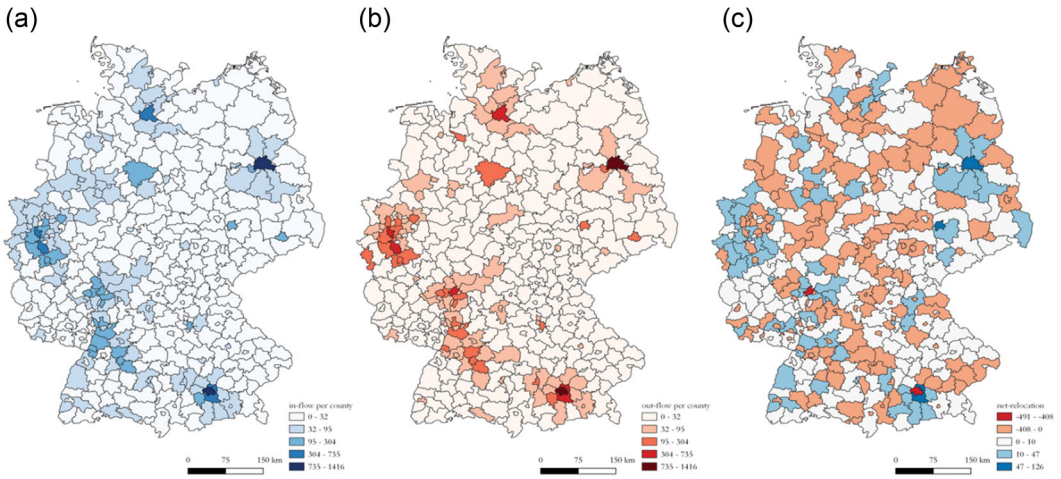 (a)
(b)
(c)
in-flow per county
0 - 32
32 - 95
95 - 304
304 - 735
735 - 1416
0 75 150 km
out-flow per county
0 - 32
32 - 95
95 - 304
304 - 735
735 - 1416
0 75 150 km
net-relocation
-491 - -408
-408 - 0
0 - 10
10 - 47
47 - 126
0 75 150 km